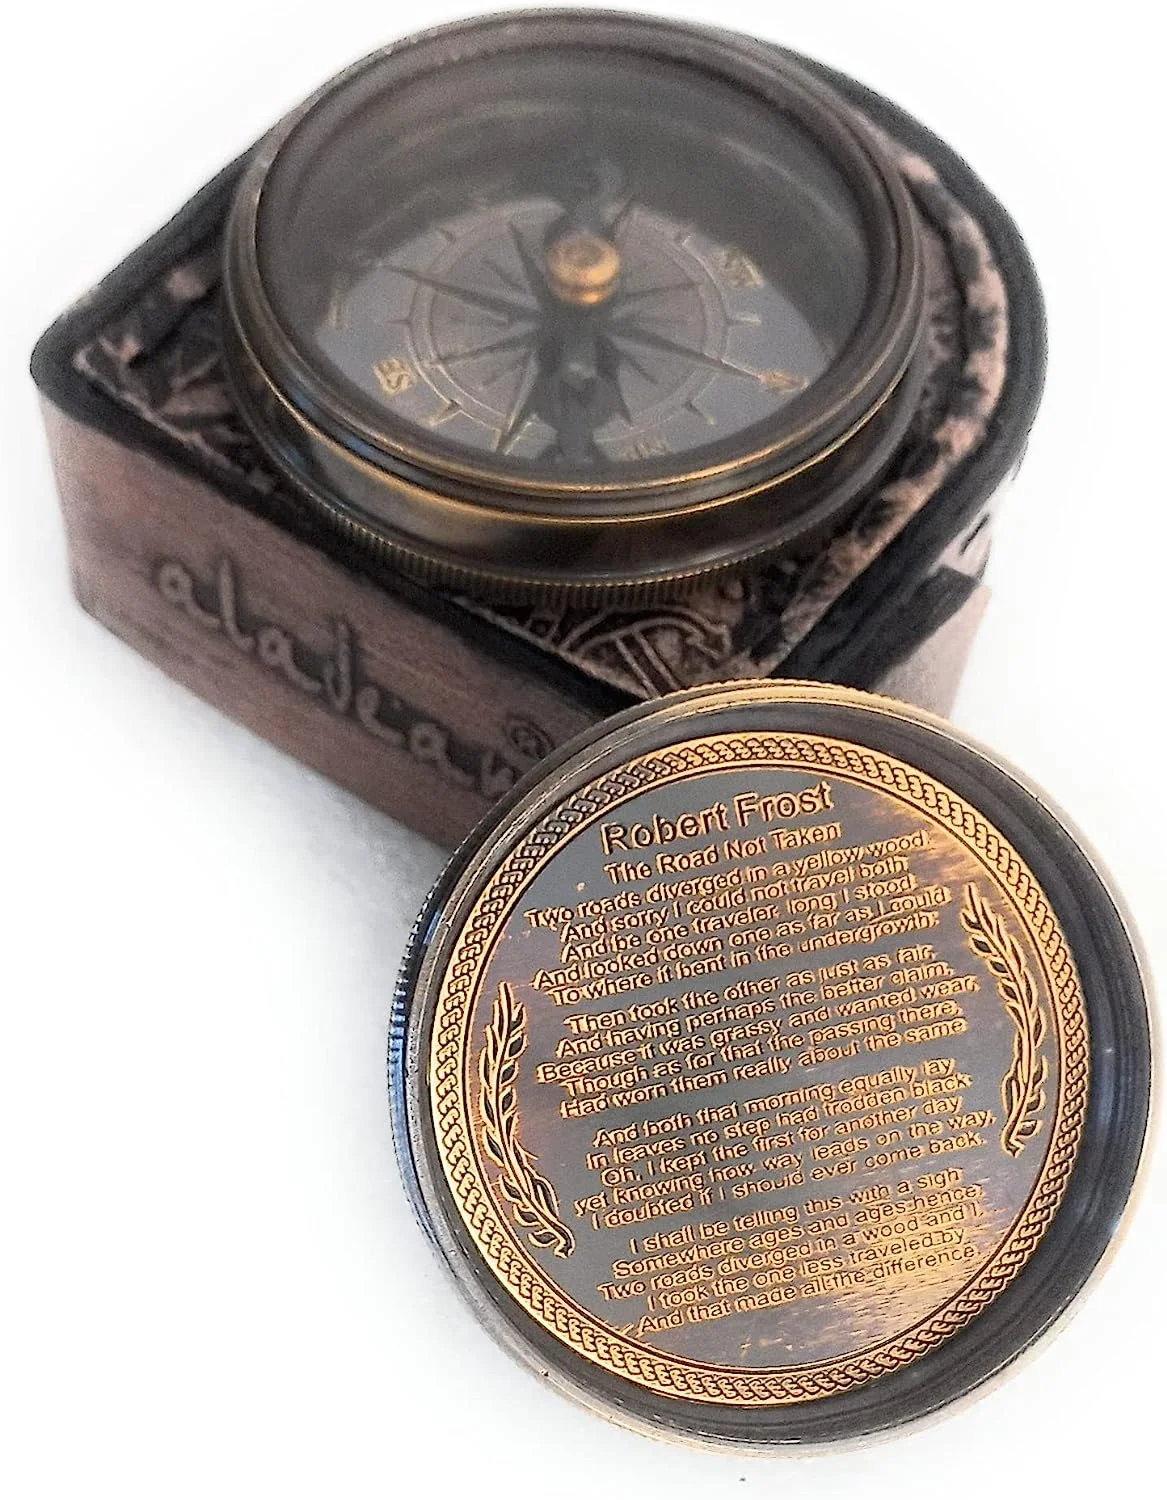 SE
aladean
Robert Frost
The Road Not Taken
Two roads diverged in a yellow wood,
And sorry I could not travel both
And be one traveler, long I stood
And looked down one as far as I could
To where it bent in the undergrowth;
Then took the other as just as fair,
And having perhaps the better claim,
Because it was grassy and wanted wear;
Though as for that the passing there,
Had worn them really about the same
And both that morning equally lay
In leaves no step had trodden black
Oh, I kept the first for another day
yet knowing how way leads on the way,
I doubted if I should ever come back.
I shall be telling this with a sigh
Somewhere ages and ages hence;
Two roads diverged in a wood and I,
I took the one less traveled by
And that made all the difference.